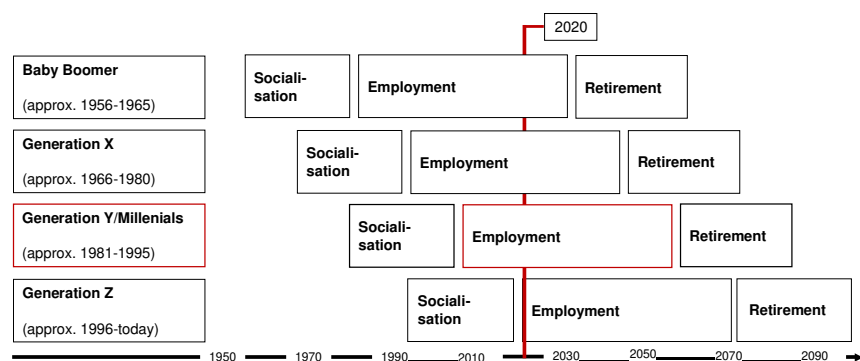 2020
Baby Boomer
(approx. 1956-1965)
Sociali-
sation
Employment
Retirement
Generation X
(approx. 1966-1980)
Sociali-
sation
Employment
Retirement
Generation Y/Millenials
(approx. 1981-1995)
Sociali-
sation
Employment
Retirement
Generation Z
(approx. 1996-today)
Sociali-
sation
Employment
Retirement
1950 1970 1990 2010 2030 2050 2070 2090